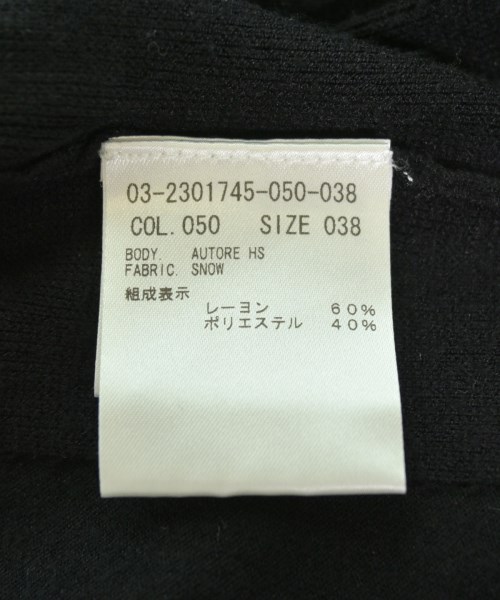 03-2301745-050-038
COL.050 SIZE 038
BODY. AUTORE HS
FABRIC. SNOW
組成表示
レーヨン 60%
ポリエステル 40%